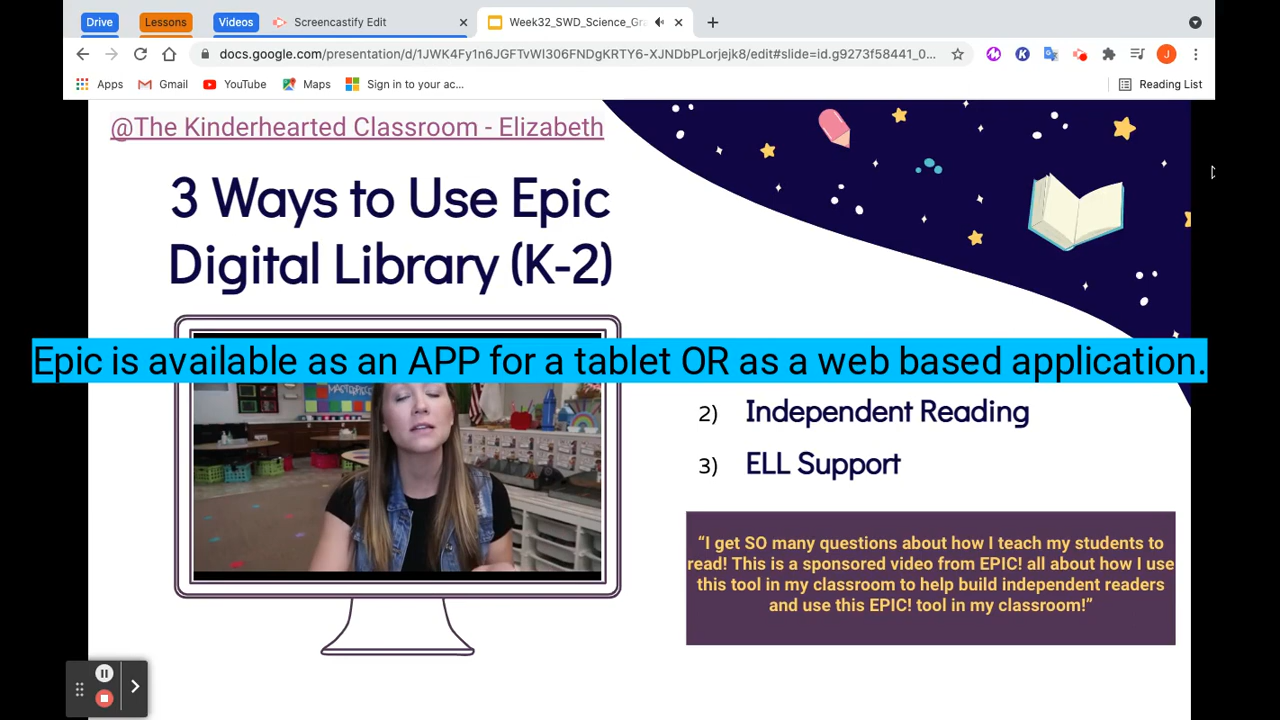 Drive
Lessons
Videos
Screencastify Edit
Week32_SWD_Science_Gra
docs.google.com/presentation/d/1JWK4Fy1n6JGFTvWI306FNDgKRTY6-XJNDbPLorjejk8/edit#slide=id.g9273f58441_0...
Apps
Gmail
YouTube
Maps
Sign in to your ac...
Reading List
@The Kinderhearted Classroom - Elizabeth
3 Ways to Use Epic
Digital Library (K-2)
Epic is available as an APP for a tablet OR as a web based application.
2) Independent Reading
3) ELL Support
“I get SO many questions about how I teach my students to
read! This is a sponsored video from EPIC! all about how I use
this tool in my classroom to help build independent readers
and use this EPIC! tool in my classroom!”